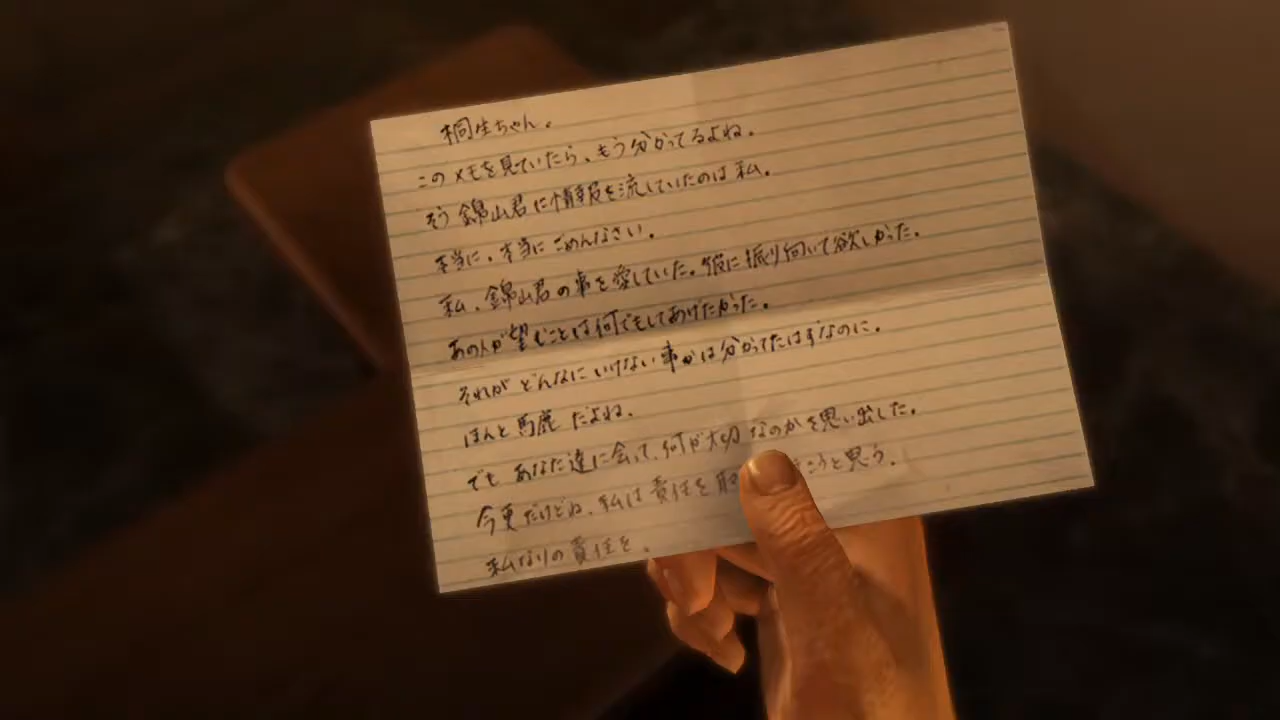 桐生ちゃん。
このメモを見ていたら、もう分かってるよね。
そう 錦山君に情報を流していたのは私。
本当に。本当にごめんなさい。
私、錦山君の事を愛していた。彼に振り向いて欲しかった。
あの人が望むことは何でもしてあげたかった。
それがどんなにいけない事かは分かってたはずなのに。
ほんと馬鹿だよね。
でも あなた達に会って、何が大切なのかを思い出した。
今更だけどね、私は責任を取 こうと思う。
私なりの責任を。